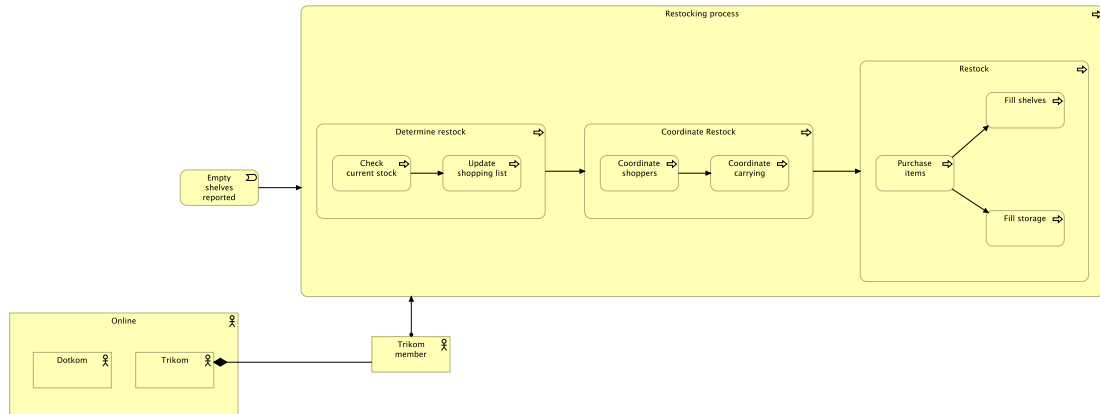 Restocking process
Restock
Fill shelves
Determine restock
Coordinate Restock
Check
current stock
Update
shopping list
Coordinate
shoppers
Coordinate
carrying
Purchase
items
Empty
shelves
reported
Fill storage
Online
Trikom
member
Dotkom
Trikom